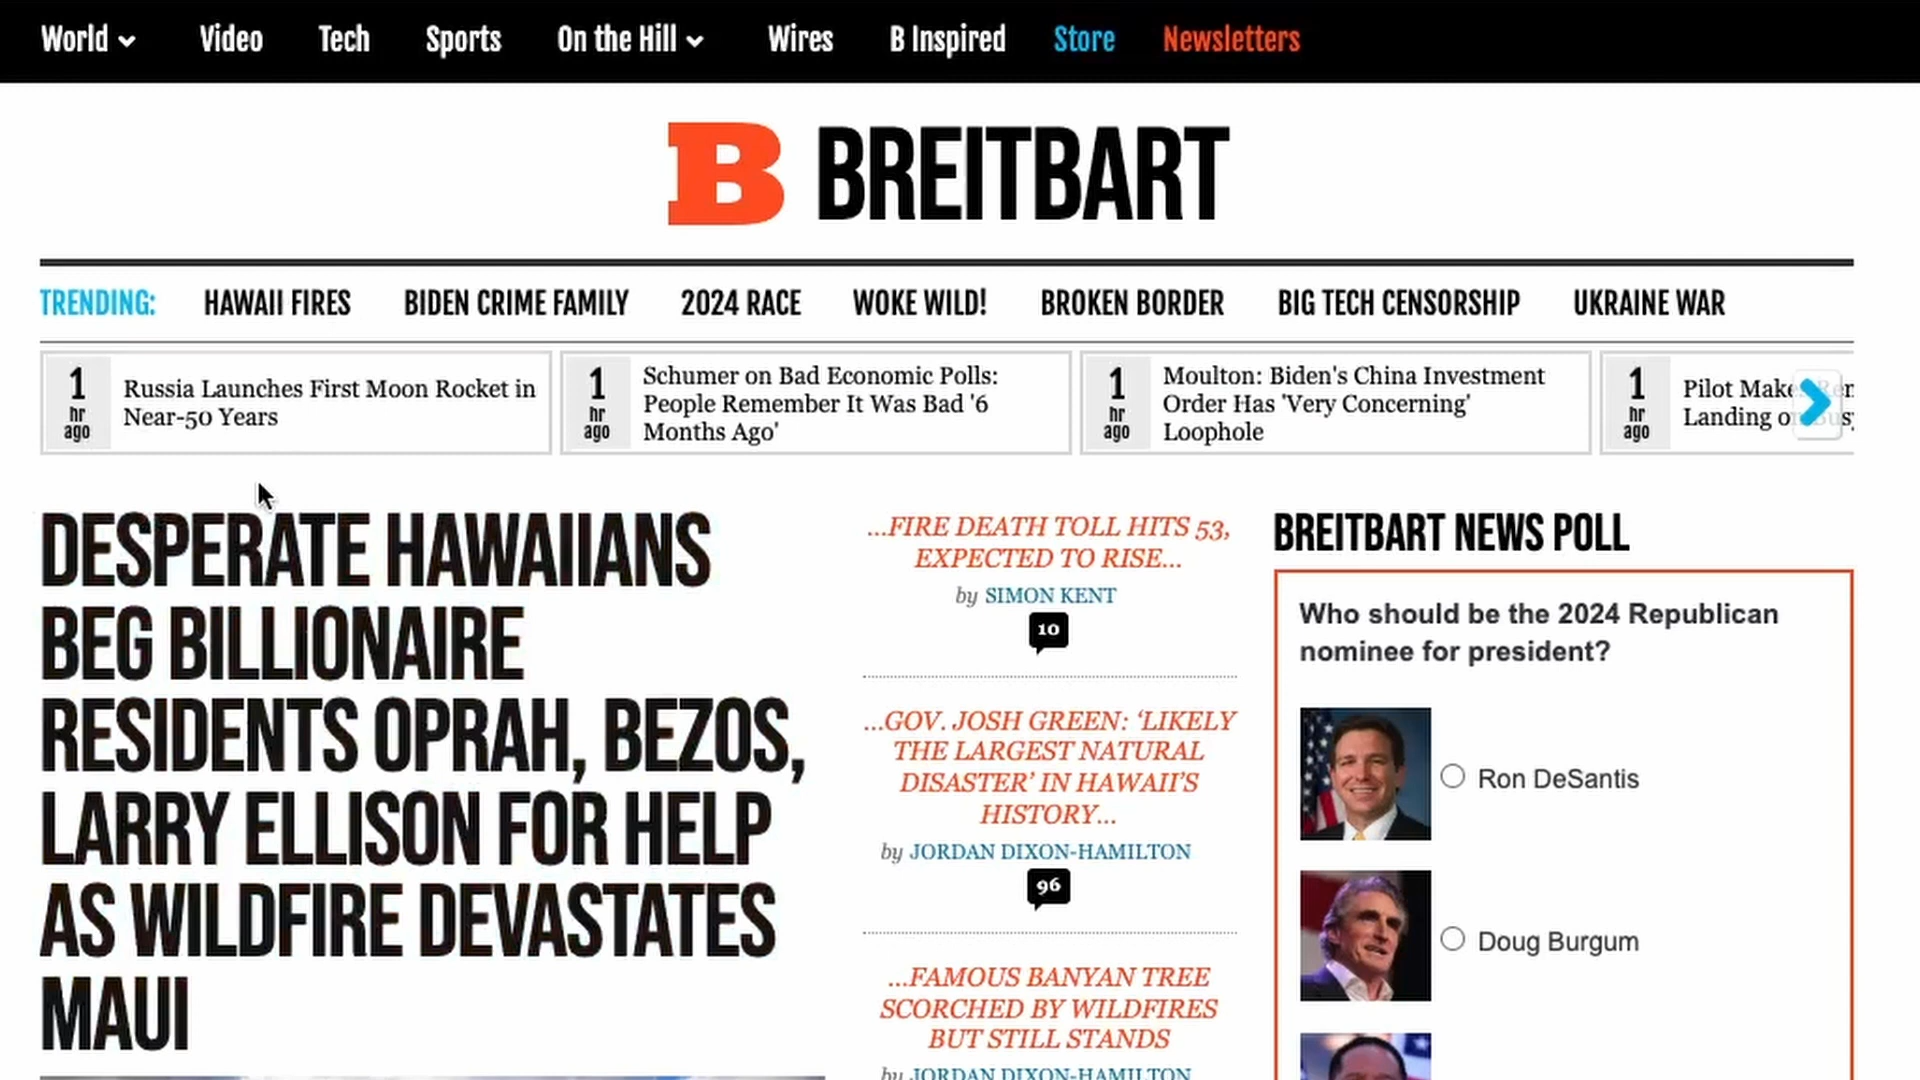 World
Video
Tech
Sports
On the Hill
Wires
B Inspired
Store
Newsletters
B BREITBART
TRENDING:
HAWAII FIRES
BIDEN CRIME FAMILY
2024 RACE
WOKE WILD!
BROKEN BORDER
BIG TECH CENSORSHIP
UKRAINE WAR
1
hr
ago
Russia Launches First Moon Rocket in
Near-50 Years
1
hr
ago
Schumer on Bad Economic Polls:
People Remember It Was Bad '6
Months Ago'
1
hr
ago
Moulton: Biden's China Investment
Order Has 'Very Concerning'
Loophole
1
hr
ago
Pilot
Landing
DESPERATE HAWAIIANS
BEG BILLIONAIRE
RESIDENTS OPRAH, BEZOS,
LARRY ELLISON FOR HELP
AS WILDFIRE DEVASTATES
MAUI
…FIRE DEATH TOLL HITS 53,
EXPECTED TO RISE…
by SIMON KENT
10
…GOV. JOSH GREEN: ‘LIKELY
THE LARGEST NATURAL
DISASTER’ IN HAWAII’S
HISTORY…
by JORDAN DIXON-HAMILTON
96
…FAMOUS BANYAN TREE
SCORCHED BY WILDFIRES
BUT STILL STANDS
by JORDAN DIXON-HAMILTON
BREITBART NEWS POLL
Who should be the 2024 Republican
nominee for president?
Ron DeSantis
Doug Burgum